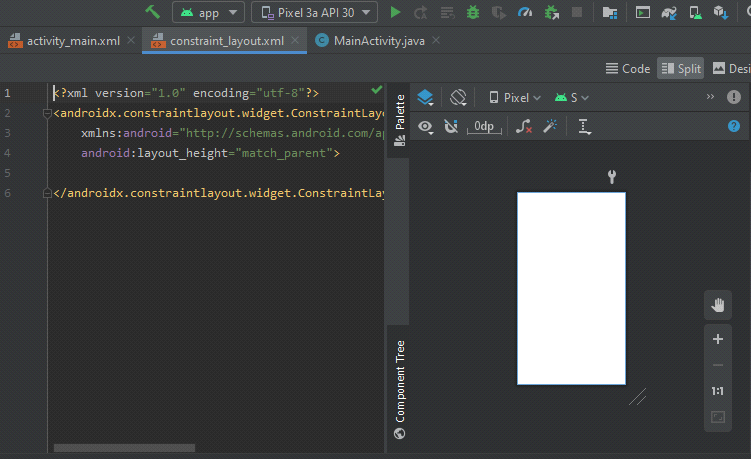 app Pixel 3a API 30
activity_main.xml constraint_layout.xml MainActivity.java
Code Split Desi
1 <?xml version="1.0" encoding="utf-8"?>
2 <androidx.constraintlayout.widget.ConstraintLayo
3 xmlns:android="http://schemas.android.com/ap
4 android:layout_height="match_parent">
5
6 </androidx.constraintlayout.widget.ConstraintLay
Palette
Component Tree
Pixel S
0dp
1:1